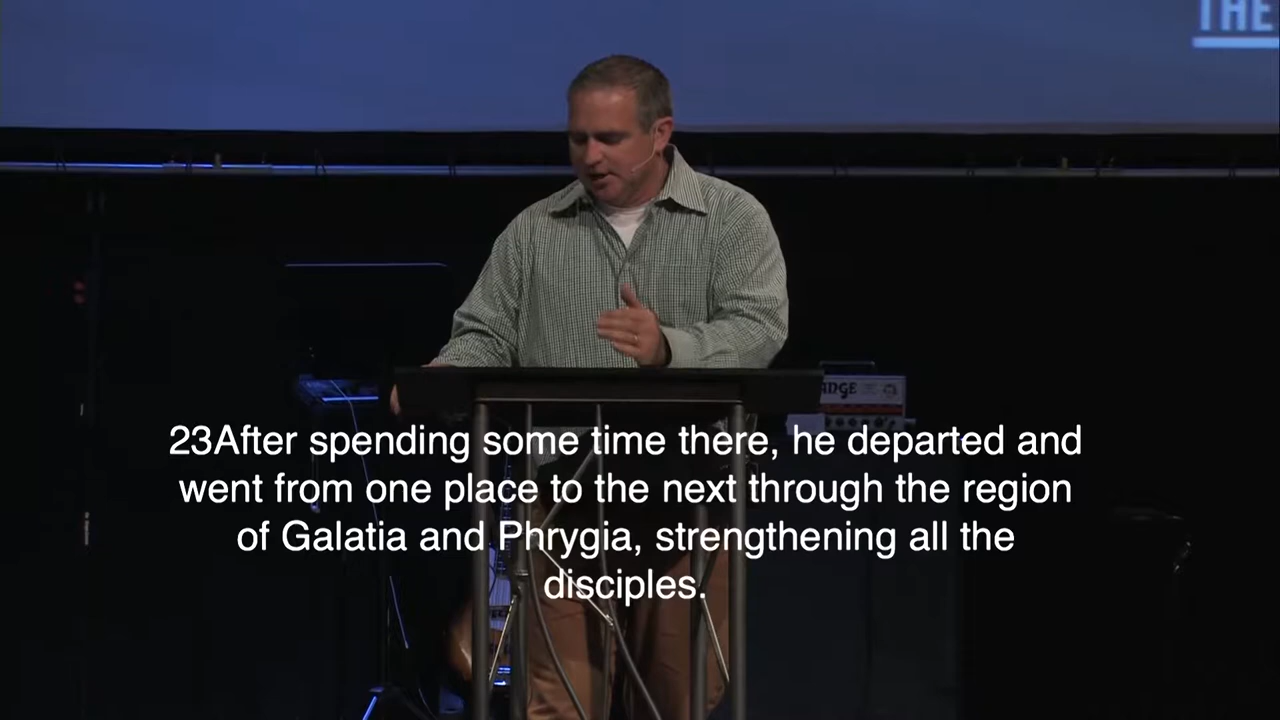 THE
23After spending some time there, he departed and
went from one place to the next through the region
of Galatia and Phrygia, strengthening all the
disciples.